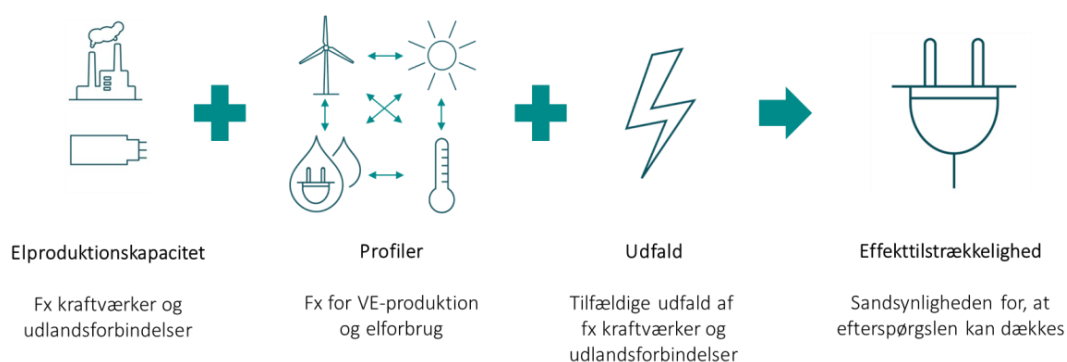 Elproduktionskapacitet
Fx kraftværker og
udlandsforbindelser
Profiler
Fx for VE-produktion
og elforbrug
Udfald
Tilfældige udfald af
fx kraftværker og
udlandsforbindelser
Effekttilstrækkelighed
Sandsynligheden for, at
efterspørgslen kan dækkes